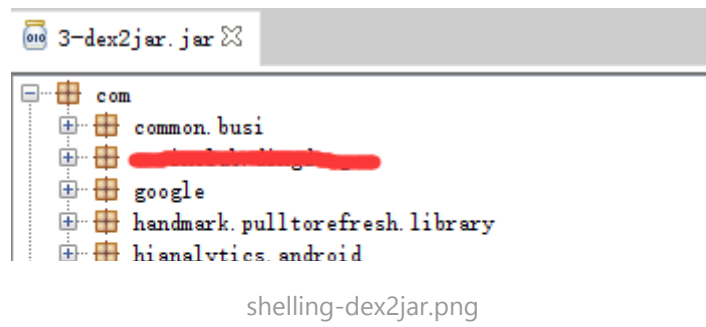 3-dex2jar.jar
com
common.busi
google
handmark.pulltorefresh.library
hianalytics.android
shelling-dex2jar.png